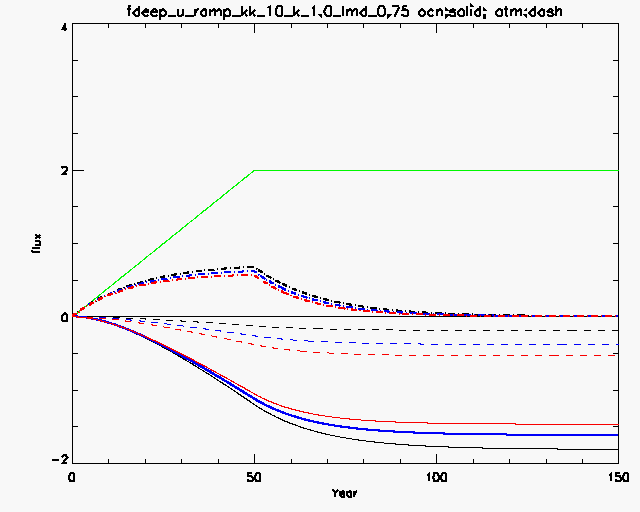 fdeep_u_ramp_kk_10_k_1.0_lmd_0.75 ocn:solid; atm:dash
4
2
flux
0
-2
0 50 100 150
Year